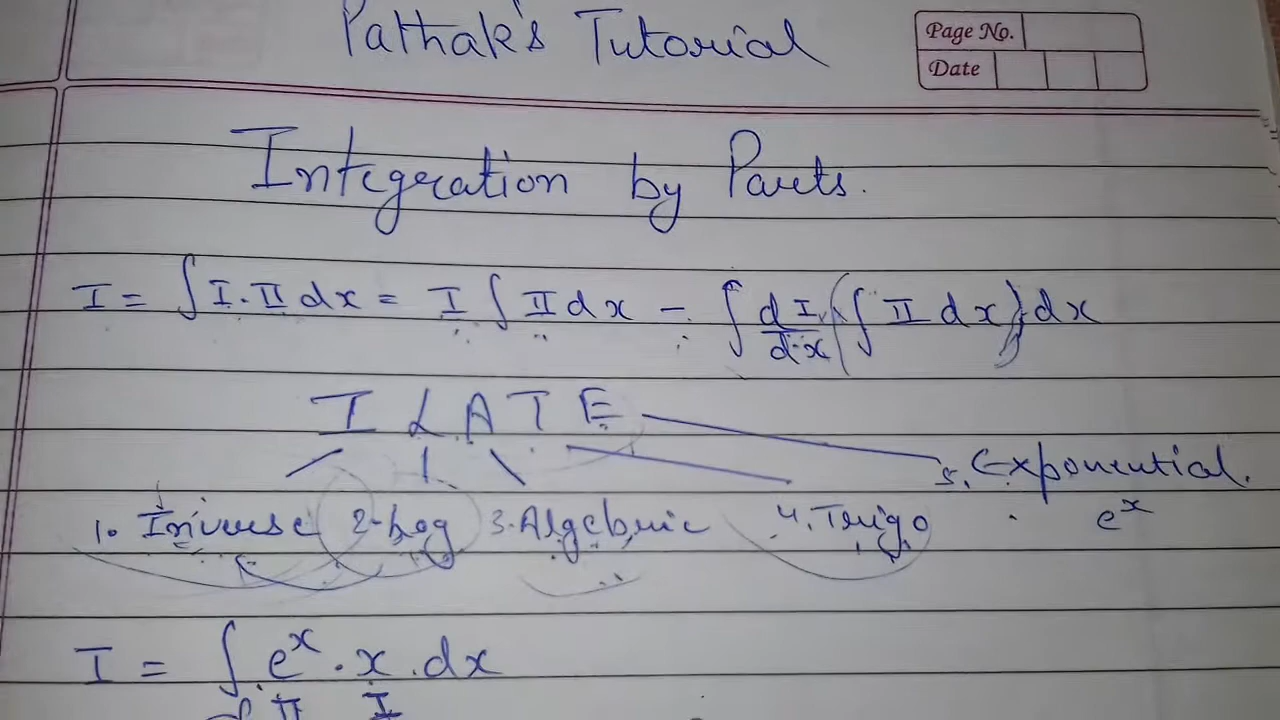 Pathak's Tutorial
Page No.
Date
Integration by Parts.
I = ∫ I · II dx = I ∫ II dx - ∫ dI/dx (∫ II dx) dx
I L A T E
5. Exponential.
1. Inverse 2-Log 3. Algebric 4. Trigo e^x
I = ∫ e^x · x . dx
II I